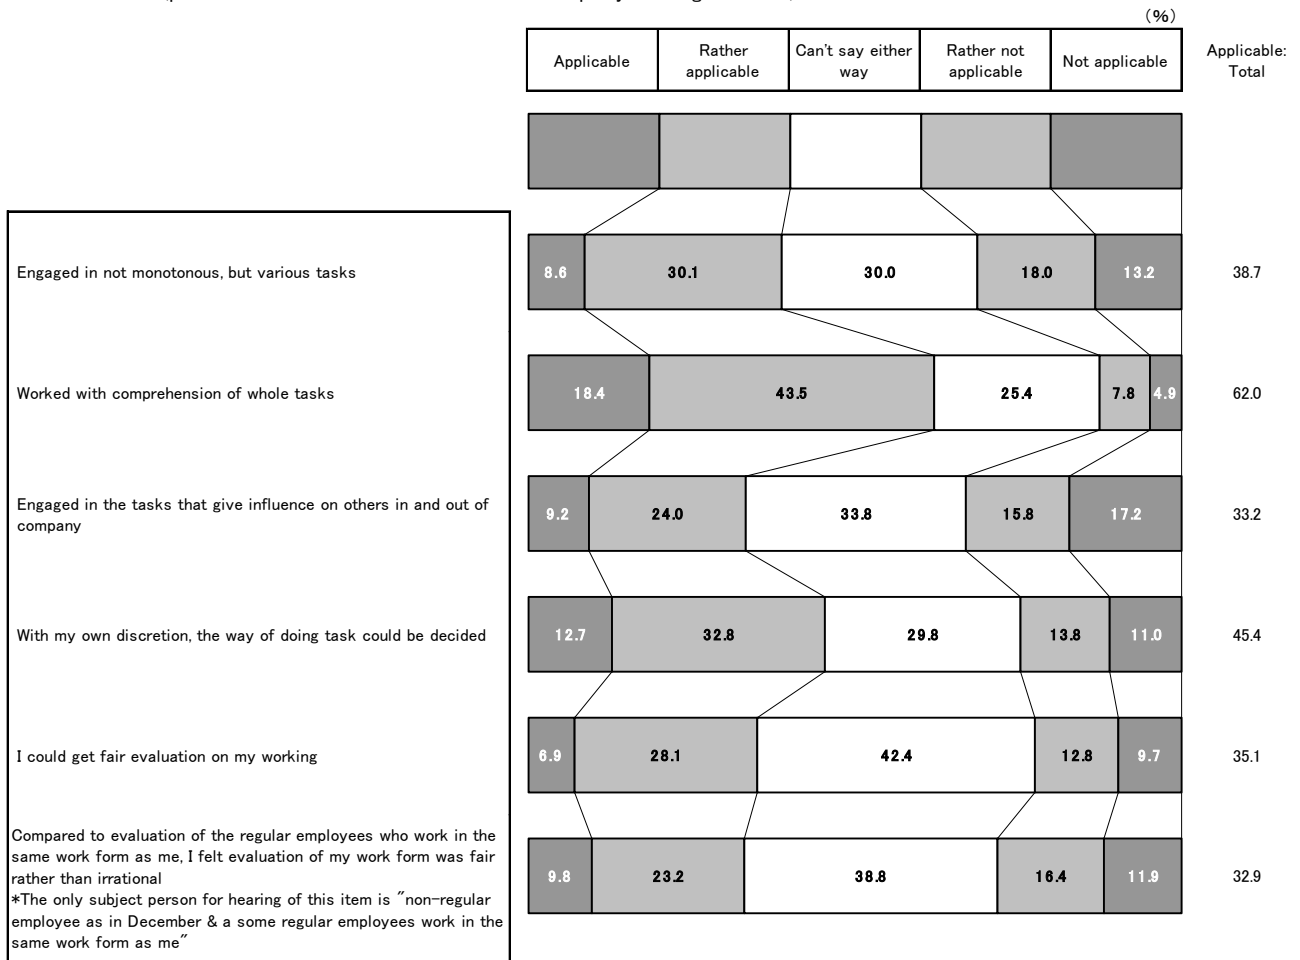 (%)
Applicable
Rather
applicable
Can't say either
way
Rather not
applicable
Not applicable
Applicable:
Total
Engaged in not monotonous, but various tasks
8.6
30.1
30.0
18.0
13.2
38.7
Worked with comprehension of whole tasks
18.4
43.5
25.4
7.8
4.9
62.0
Engaged in the tasks that give influence on others in and out of
company
9.2
24.0
33.8
15.8
17.2
33.2
With my own discretion, the way of doing task could be decided
12.7
32.8
29.8
13.8
11.0
45.4
I could get fair evaluation on my working
6.9
28.1
42.4
12.8
9.7
35.1
Compared to evaluation of the regular employees who work in the
same work form as me, I felt evaluation of my work form was fair
rather than irrational
*The only subject person for hearing of this item is "non-regular
employee as in December & a some regular employees work in the
same work form as me"
9.8
23.2
38.8
16.4
11.9
32.9